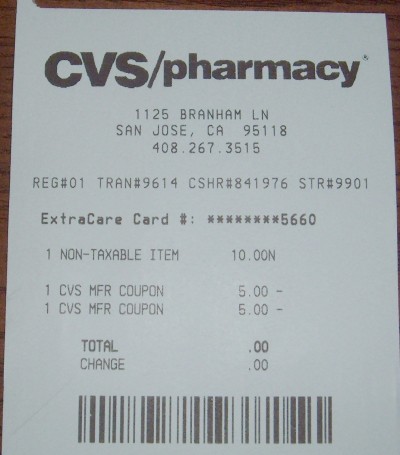 CVS/pharmacy®
1125 BRANHAM LN
SAN JOSE, CA 95118
408.267.3515
REG#01 TRAN#9614 CSHR#841976 STR#9901
ExtraCare Card #: ********5660
1 NON-TAXABLE ITEM 10.00N
1 CVS MFR COUPON 5.00 -
1 CVS MFR COUPON 5.00 -
TOTAL .00
CHANGE .00